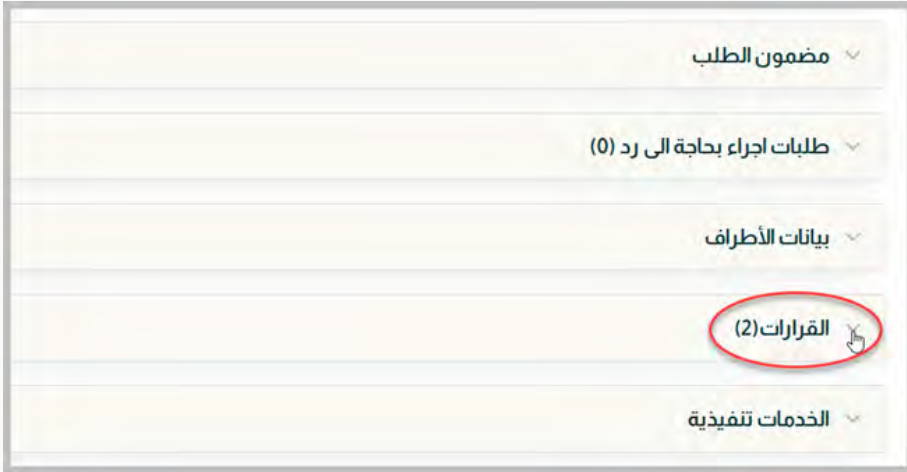 مضمون الطلب
طلبات اجراء بحاجة الى رد (0)
بيانات الأطراف
القرارات(2)
الخدمات تنفيذية